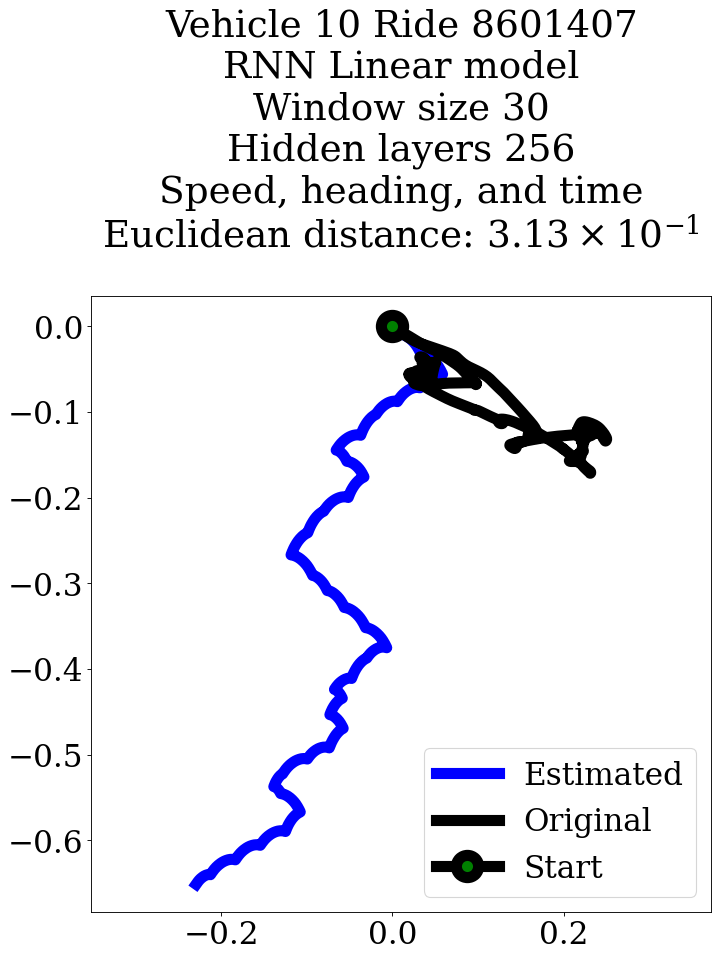 Vehicle 10 Ride 8601407
RNN Linear model
Window size 30
Hidden layers 256
Speed, heading, and time
Euclidean distance: 3.13 × 10⁻¹
0.0
−0.1
−0.2
−0.3
−0.4
−0.5
−0.6
Estimated
Original
Start
−0.2 0.0 0.2